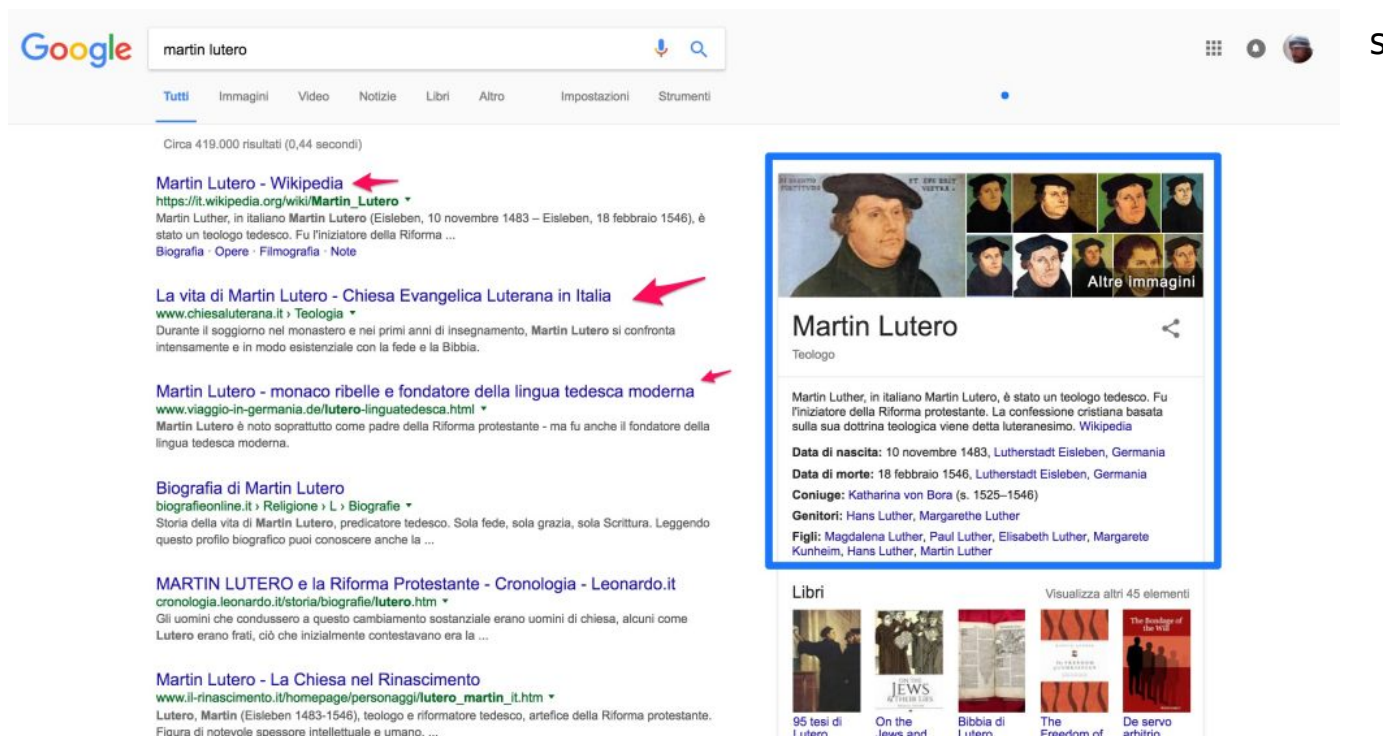 Google
martin lutero
S
Tutti Immagini Video Notizie Libri Altro Impostazioni Strumenti
Circa 419.000 risultati (0,44 secondi)
Martin Lutero - Wikipedia
https://it.wikipedia.org/wiki/Martin_Lutero
Martin Luther, in italiano Martin Lutero (Eisleben, 10 novembre 1483 – Eisleben, 18 febbraio 1546), è
stato un teologo tedesco. Fu l'iniziatore della Riforma ...
Biografia · Opere · Filmografia · Note
La vita di Martin Lutero - Chiesa Evangelica Luterana in Italia
www.chiesaluterana.it › Teologia
Durante il soggiorno nel monastero e nei primi anni di insegnamento, Martin Lutero si confronta
intensamente e in modo esistenziale con la fede e la Bibbia.
Martin Lutero - monaco ribelle e fondatore della lingua tedesca moderna
www.viaggio-in-germania.de/lutero-linguatedesca.html
Martin Lutero è noto soprattutto come padre della Riforma protestante - ma fu anche il fondatore della
lingua tedesca moderna.
Biografia di Martin Lutero
biografieonline.it › Religione › L › Biografie
Storia della vita di Martin Lutero, predicatore tedesco. Sola fede, sola grazia, sola Scrittura. Leggendo
questo profilo biografico puoi conoscere anche la ...
MARTIN LUTERO e la Riforma Protestante - Cronologia - Leonardo.it
cronologia.leonardo.it/storia/biografie/lutero.htm
Gli uomini che condussero a questo cambiamento sostanziale erano uomini di chiesa, alcuni come
Lutero erano frati, ciò che inizialmente contestavano era la ...
Martin Lutero - La Chiesa nel Rinascimento
www.il-rinascimento.it/homepage/personaggi/lutero_martin_it.htm
Lutero, Martin (Eisleben 1483-1546), teologo e riformatore tedesco, artefice della Riforma protestante.
Figura di notevole spessore intellettuale e umano, ...
Altre immagini
Martin Lutero
Teologo
Martin Luther, in italiano Martin Lutero, è stato un teologo tedesco. Fu
l'iniziatore della Riforma protestante. La confessione cristiana basata
sulla sua dottrina teologica viene detta luteranesimo. Wikipedia
Data di nascita: 10 novembre 1483, Lutherstadt Eisleben, Germania
Data di morte: 18 febbraio 1546, Lutherstadt Eisleben, Germania
Coniuge: Katharina von Bora (s. 1525–1546)
Genitori: Hans Luther, Margarethe Luther
Figli: Magdalena Luther, Paul Luther, Elisabeth Luther, Margarete
Kunheim, Hans Luther, Martin Luther
Libri Visualizza altri 45 elementi
JEWS
The Bondage of
the Will
95 tesi di On the Bibbia di The De servo
Lutero Jews and Lutero Freedom of arbitrio